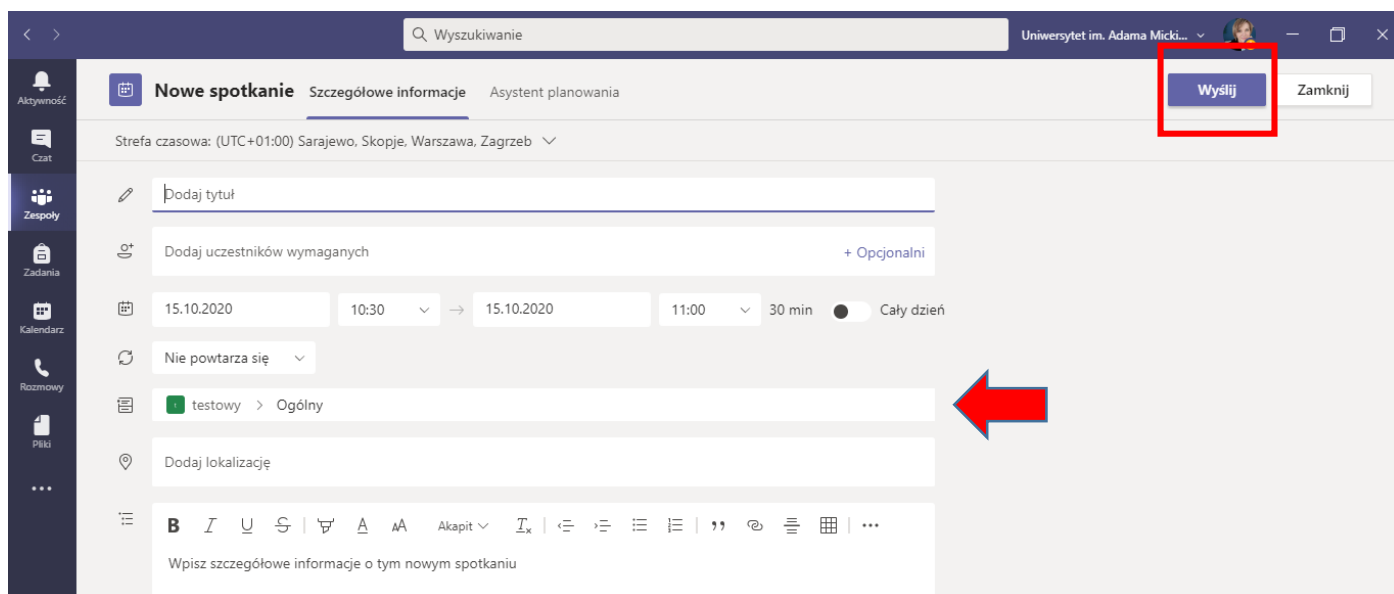 Wyszukiwanie
Uniwersytet im. Adama Micki...
Aktywność
Nowe spotkanie Szczegółowe informacje Asystent planowania
Wyślij Zamknij
Strefa czasowa: (UTC+01:00) Sarajewo, Skopje, Warszawa, Zagrzeb
Czat
Dodaj tytuł
Zespoły
Dodaj uczestników wymaganych + Opcjonalni
Zadania
15.10.2020 10:30 → 15.10.2020 11:00 30 min Cały dzień
Kalendarz
Nie powtarza się
Rozmowy
testowy > Ogólny
Pliki
Dodaj lokalizację
B I U S A AA Akapit Tx
Wpisz szczegółowe informacje o tym nowym spotkaniu